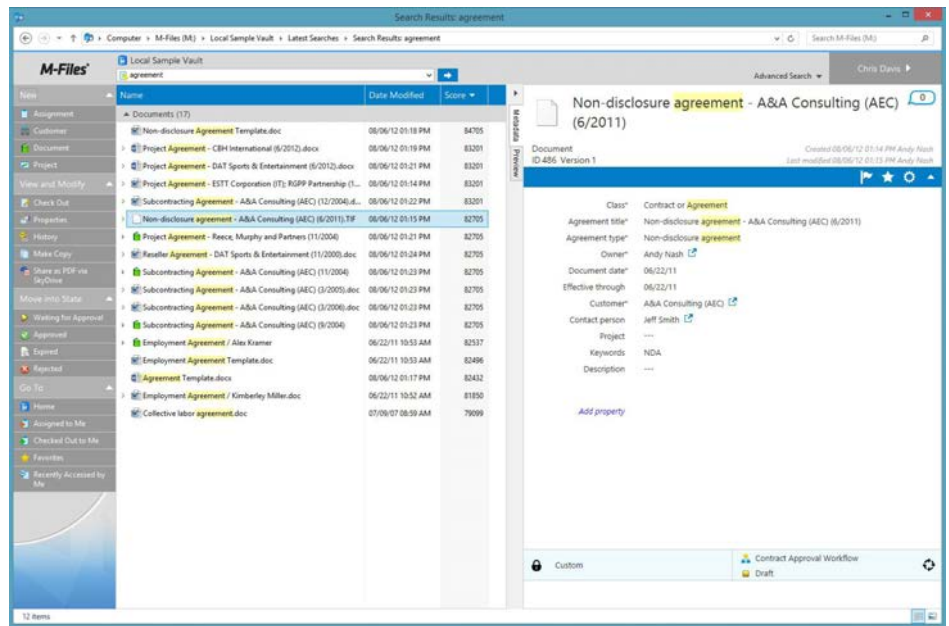 Search Results: agreement
Computer › M-Files (M:) › Local Sample Vault › Latest Searches › Search Results: agreement
Search M-Files (M:)
M-Files
Local Sample Vault
agreement
Advanced Search
Chris Davis
New
Assignment
Customer
Document
Project
View and Modify
Check Out
Properties
History
Make Copy
Share as PDF via
SkyDrive
Move into State
Waiting for Approval
Approved
Expired
Rejected
Go To
Home
Assigned to Me
Checked Out to Me
Favorites
Recently Accessed by
Me
Name Date Modified Score
Documents (17)
Non-disclosure Agreement Template.doc 08/06/12 01:18 PM 84705
Project Agreement - CBH International (6/2012).docx 08/06/12 01:19 PM 83201
Project Agreement - DAT Sports & Entertainment (6/2012).docx 08/06/12 01:21 PM 83201
Project Agreement - ESTT Corporation (IT); RGPP Partnership (1... 08/06/12 01:14 PM 83201
Subcontracting Agreement - A&A Consulting (AEC) (12/2004).d... 08/06/12 01:22 PM 83201
Non-disclosure agreement - A&A Consulting (AEC) (6/2011).TIF 08/06/12 01:15 PM 82705
Project Agreement - Reece, Murphy and Partners (11/2004) 08/06/12 01:21 PM 82705
Reseller Agreement - DAT Sports & Entertainment (11/2000).doc 08/06/12 01:24 PM 82705
Subcontracting Agreement - A&A Consulting (AEC) (11/2004) 08/06/12 01:23 PM 82705
Subcontracting Agreement - A&A Consulting (AEC) (3/2005).doc 08/06/12 01:23 PM 82705
Subcontracting Agreement - A&A Consulting (AEC) (3/2006).doc 08/06/12 01:23 PM 82705
Subcontracting Agreement - A&A Consulting (AEC) (9/2004) 08/06/12 01:23 PM 82705
Employment Agreement / Alex Kramer 06/22/11 10:53 AM 82537
Employment Agreement Template.doc 06/22/11 10:53 AM 82496
Agreement Template.docx 08/06/12 01:17 PM 82432
Employment Agreement / Kimberley Miller.doc 06/22/11 10:52 AM 81850
Collective labor agreement.doc 07/09/07 08:59 AM 79099
Metadata
Preview
Non-disclosure agreement - A&A Consulting (AEC)
(6/2011)
0
Document
ID 486 Version 1
Created 08/06/12 01:14 PM Andy Nash
Last modified 08/06/12 01:15 PM Andy Nash
Class* Contract or Agreement
Agreement title* Non-disclosure agreement - A&A Consulting (AEC) (6/2011)
Agreement type* Non-disclosure agreement
Owner* Andy Nash
Document date* 06/22/11
Effective through 06/22/11
Customer* A&A Consulting (AEC)
Contact person Jeff Smith
Project ---
Keywords NDA
Description ---
Add property
Custom
Contract Approval Workflow
Draft
12 items